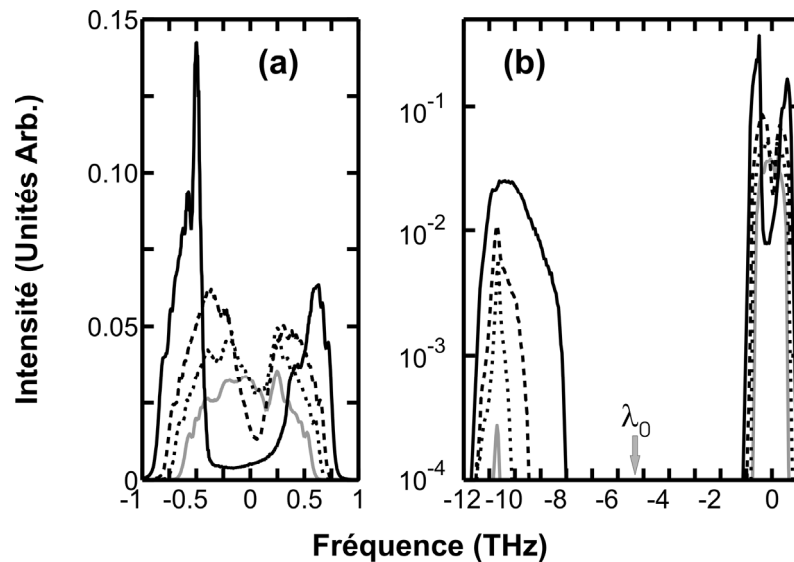 (a)
(b)
Intensité (Unités Arb.)
0.15
0.10
0.05
0
-1 -0.5 0 0.5 1
10⁻¹
10⁻²
10⁻³
10⁻⁴
λ₀
-12 -10 -8 -6 -4 -2 0
Fréquence (THz)